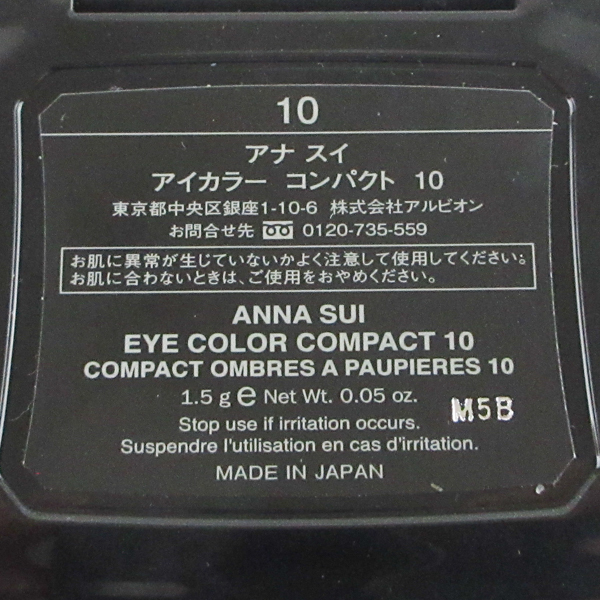 10
アナ スイ
アイカラー コンパクト 10
東京都中央区銀座1-10-6 株式会社アルビオン
お問合せ先 0120-735-559
お肌に異常が生じていないかよく注意して使用してください。
お肌に合わないときは、ご使用をおやめください。
ANNA SUI
EYE COLOR COMPACT 10
COMPACT OMBRES A PAUPIERES 10
1.5 g e Net Wt. 0.05 oz.
M5B
Stop use if irritation occurs.
Suspendre l'utilisation en cas d'irritation.
MADE IN JAPAN